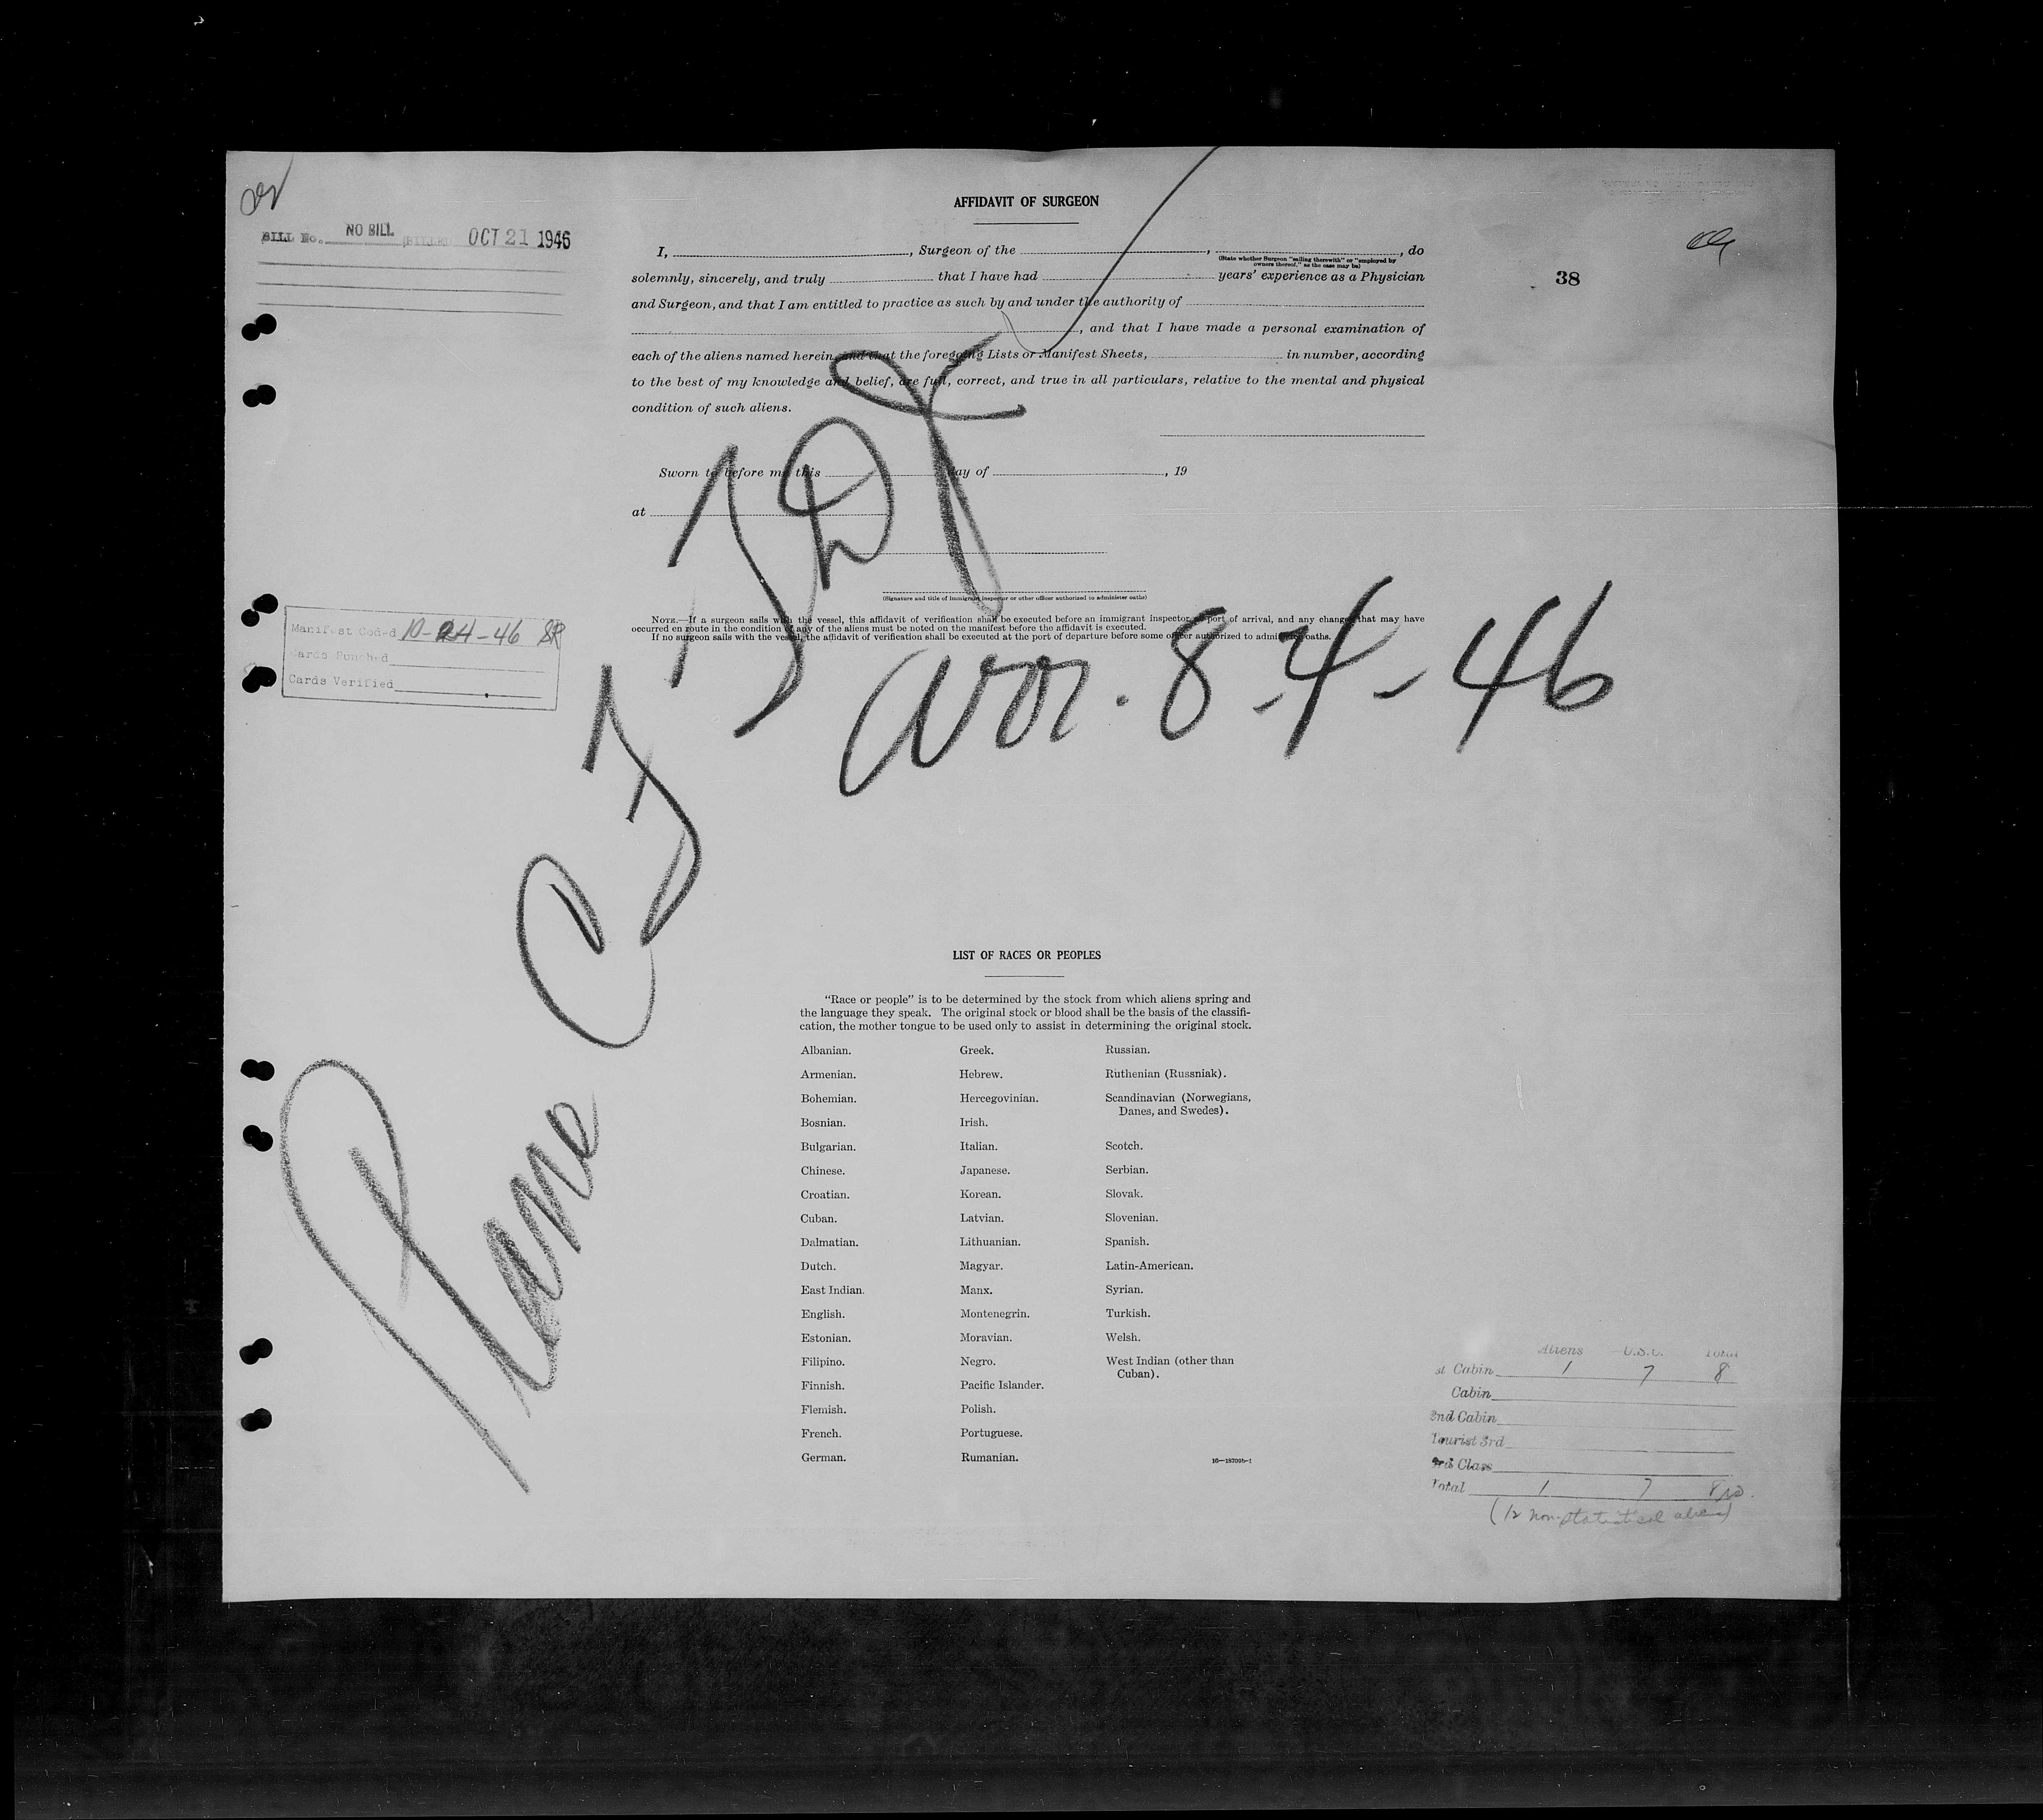 AFFIDAVIT OF SURGEON
BILL No. NO BILL BILLED OCT 21 1946
I, , Surgeon of the , , do
(State whether Surgeon "sailing therewith" or "employed by owners thereof," as the case may be)
38
solemnly, sincerely, and truly that I have had years' experience as a Physician
and Surgeon, and that I am entitled to practice as such by and under the authority of
, and that I have made a personal examination of
each of the aliens named herein, and that the foregoing Lists or Manifest Sheets, in number, according
to the best of my knowledge and belief, are full, correct, and true in all particulars, relative to the mental and physical
condition of such aliens.
Sworn to before me this day of , 19
at
(Signature and title of immigrant inspector or other officer authorized to administer oaths)
NOTE.—If a surgeon sails with the vessel, this affidavit of verification shall be executed before an immigrant inspector at port of arrival, and any changes that may have
occurred en route in the condition of any of the aliens must be noted on the manifest before the affidavit is executed.
If no surgeon sails with the vessel, the affidavit of verification shall be executed at the port of departure before some officer authorized to administer oaths.
Manifest Coded 10-24-46 SR
Cards Punched
Cards Verified
Plane
8-4-46
LIST OF RACES OR PEOPLES
"Race or people" is to be determined by the stock from which aliens spring and
the language they speak. The original stock or blood shall be the basis of the classifi-
cation, the mother tongue to be used only to assist in determining the original stock.
Albanian. Greek. Russian.
Armenian. Hebrew. Ruthenian (Russniak).
Bohemian. Hercegovinian. Scandinavian (Norwegians,
Danes, and Swedes).
Bosnian. Irish.
Bulgarian. Italian. Scotch.
Chinese. Japanese. Serbian.
Croatian. Korean. Slovak.
Cuban. Latvian. Slovenian.
Dalmatian. Lithuanian. Spanish.
Dutch. Magyar. Latin-American.
East Indian. Manx. Syrian.
English. Montenegrin. Turkish.
Estonian. Moravian. Welsh.
Filipino. Negro. West Indian (other than
Cuban).
Finnish. Pacific Islander.
Flemish. Polish.
French. Portuguese.
German. Rumanian.
Aliens U.S.C. Total
st Cabin 1 7 8
Cabin
2nd Cabin
Tourist 3rd
3rd Class
Total 1 7 8
(12 non-statistical aliens)